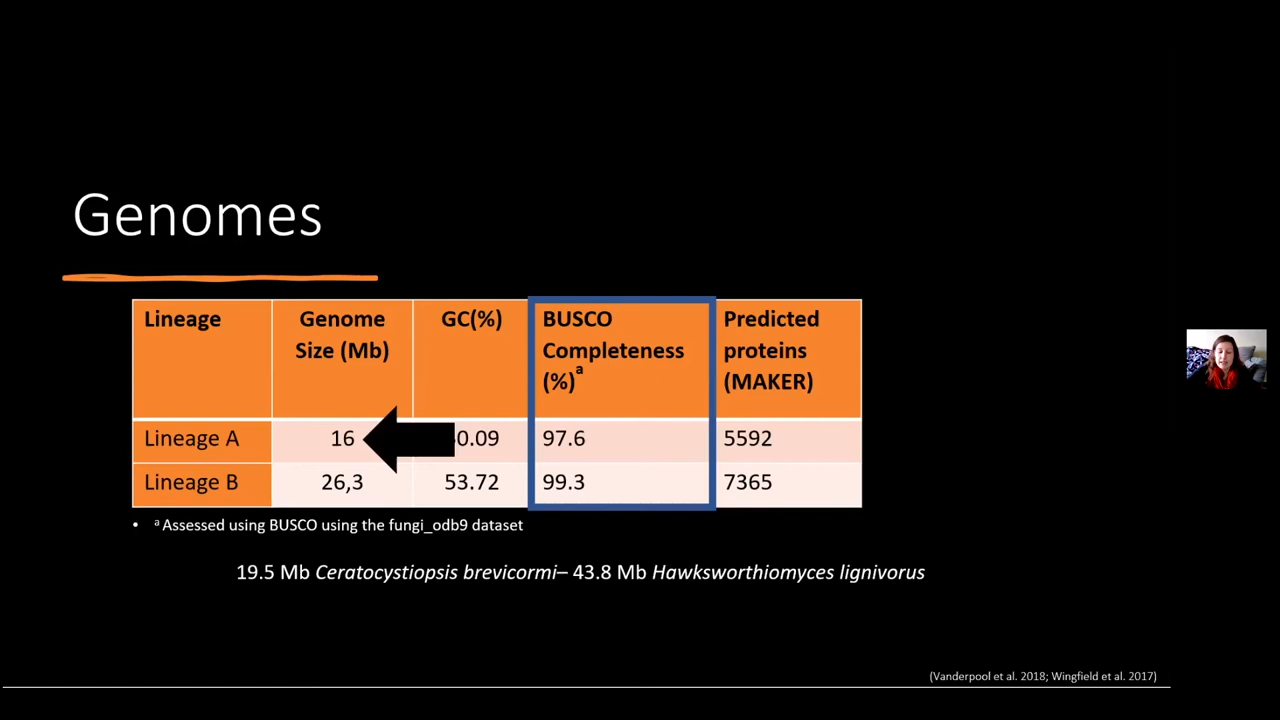 Genomes
Lineage
Genome Size (Mb)
GC(%)
BUSCO Completeness (%)a
Predicted proteins (MAKER)
Lineage A 16 0.09 97.6 5592
Lineage B 26,3 53.72 99.3 7365
• a Assessed using BUSCO using the fungi_odb9 dataset
19.5 Mb Ceratocystiopsis brevicormi– 43.8 Mb Hawksworthiomyces lignivorus
(Vanderpool et al. 2018; Wingfield et al. 2017)